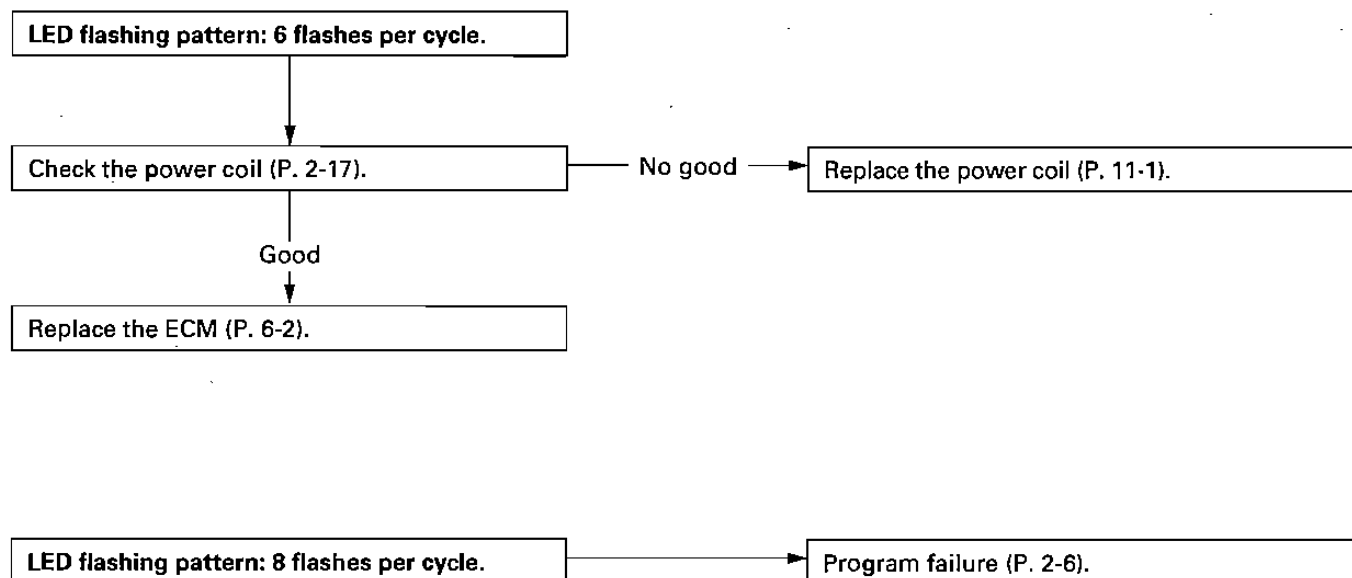 LED flashing pattern: 6 flashes per cycle.
Check the power coil (P. 2-17).
No good
Replace the power coil (P. 11-1).
Good
Replace the ECM (P. 6-2).
LED flashing pattern: 8 flashes per cycle.
Program failure (P. 2-6).